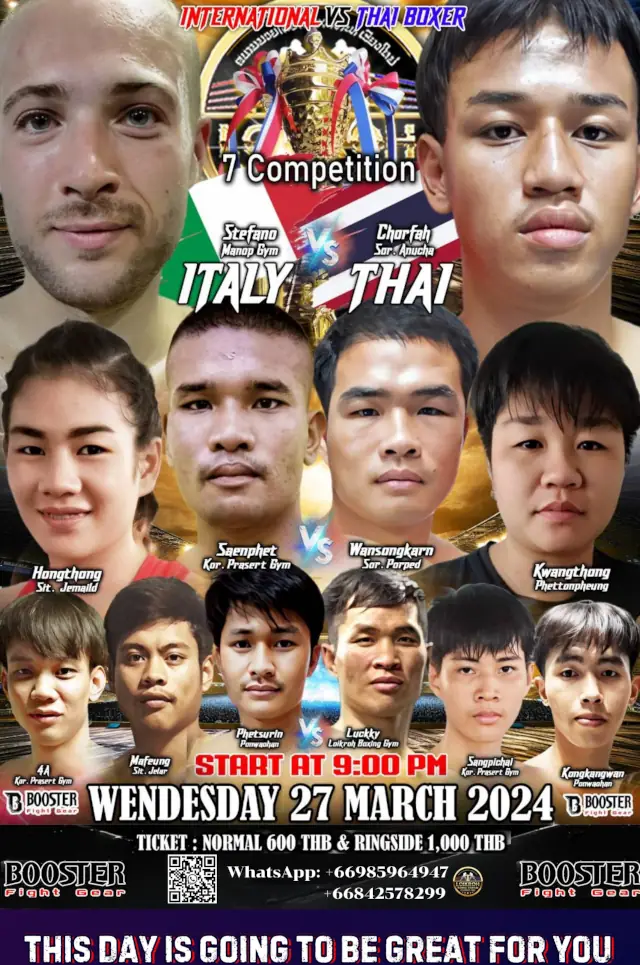 INTERNATIONAL VS THAI BOXER
7 Competition
Stefano
Manop Gym
ITALY
VS
Chorfah
Sor. Anucha
THAI
Hongthong
Sit. Jemaild
Saenphet
Kor. Prasert Gym
VS
Wansongkarn
Sor. Porped
Kwangthong
Phettonpheung
4A
Kor. Prasert Gym
Mafeung
Sit. Jelar
Phetsurin
Ponwaohan
VS
Luckky
Loikroh Boxing Gym
Sangpichai
Kor. Prasert Gym
Kongkangwan
Punwaohan
START AT 9:00 PM
BOOSTER
Fight Gear
WENDESDAY 27 MARCH 2024
BOOSTER
Fight Gear
TICKET : NORMAL 600 THB & RINGSIDE 1,000 THB
BOOSTER
Fight Gear
WhatsApp: +66985964947
+66842578299
BOOSTER
Fight Gear
THIS DAY IS GOING TO BE GREAT FOR YOU